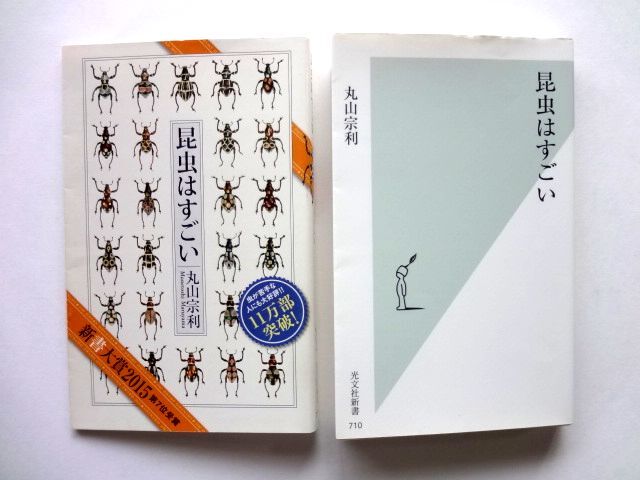 昆虫はすごい
丸山宗利
Munetoshi Maruyama
虫が苦手な
人にも大好評!!
11万部
突破!
新書大賞2015 第7位受賞
昆虫はすごい
丸山宗利
光文社新書
710